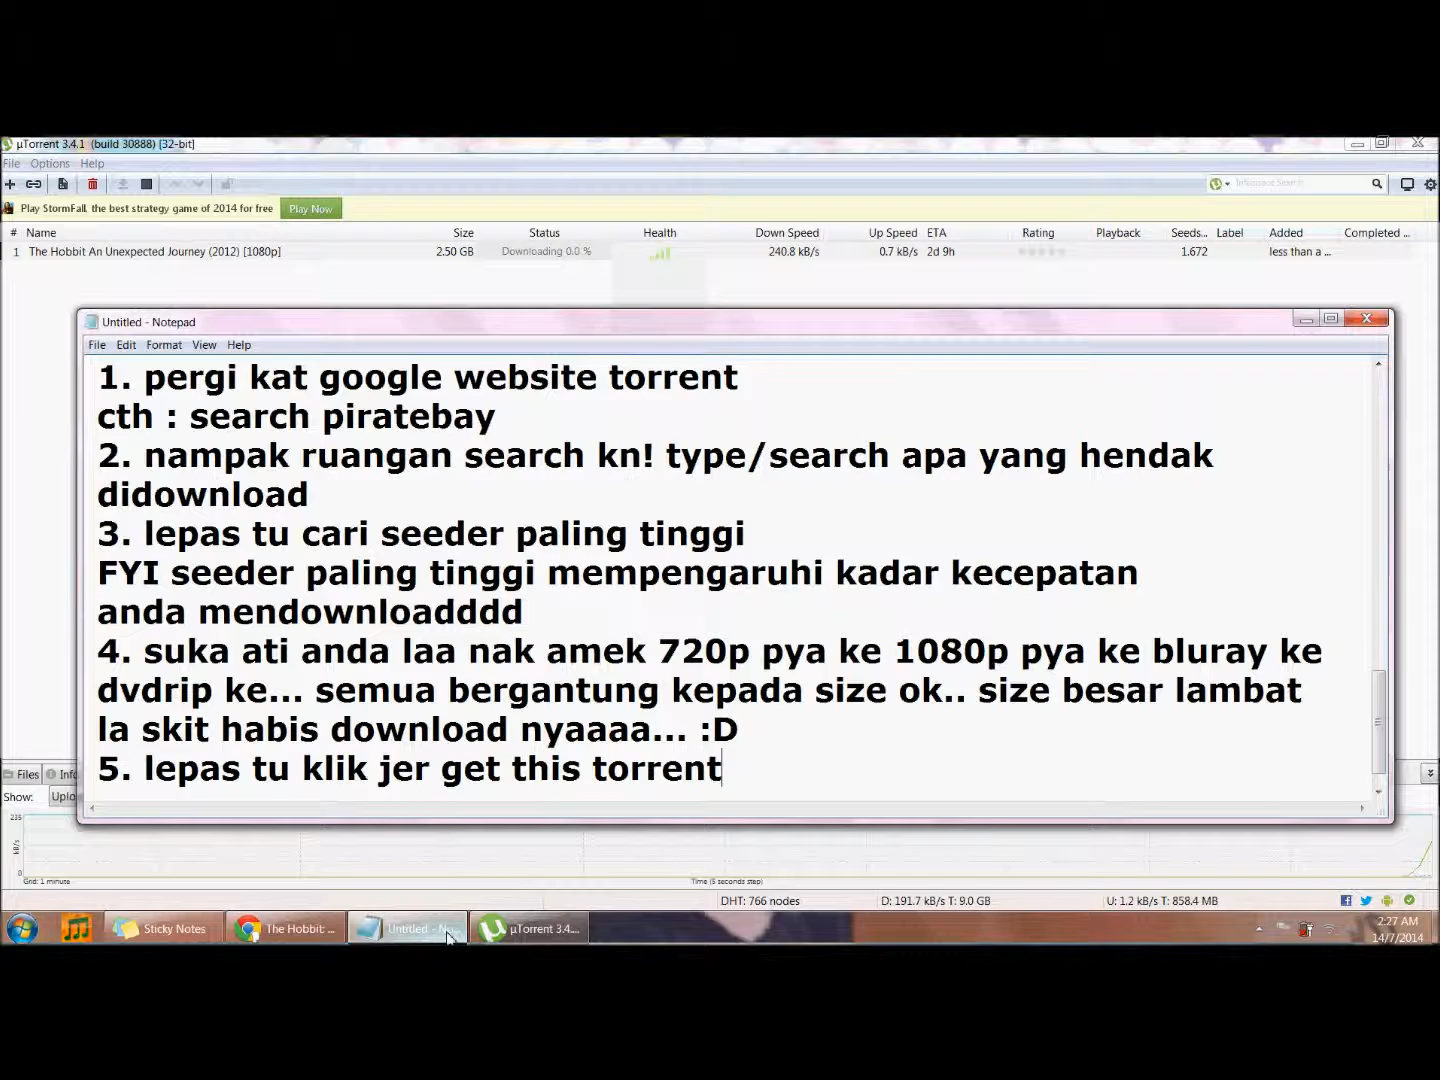 µTorrent 3.4.1 (build 30888) [32-bit]
File Options Help
Play StormFall, the best strategy game of 2014 for free Play Now
# Name Size Status Health Down Speed Up Speed ETA Rating Playback Seeds... Label Added Completed ...
1 The Hobbit An Unexpected Journey (2012) [1080p] 2.50 GB Downloading 0.0 % 240.8 kB/s 0.7 kB/s 2d 9h 1.672 less than a ...
Untitled - Notepad
File Edit Format View Help
1. pergi kat google website torrent
cth : search piratebay
2. nampak ruangan search kn! type/search apa yang hendak
didownload
3. lepas tu cari seeder paling tinggi
FYI seeder paling tinggi mempengaruhi kadar kecepatan
anda mendownloadddd
4. suka ati anda laa nak amek 720p pya ke 1080p pya ke bluray ke
dvdrip ke... semua bergantung kepada size ok.. size besar lambat
la skit habis download nyaaaa... :D
5. lepas tu klik jer get this torrent
Files Info
Show: Uplo
235
kB/s
0
Grid: 1 minute Time (5 seconds step)
DHT: 766 nodes D: 191.7 kB/s T: 9.0 GB U: 1.2 kB/s T: 858.4 MB
Sticky Notes The Hobbit: ... Untitled - No... µTorrent 3.4....
2:27 AM
14/7/2014